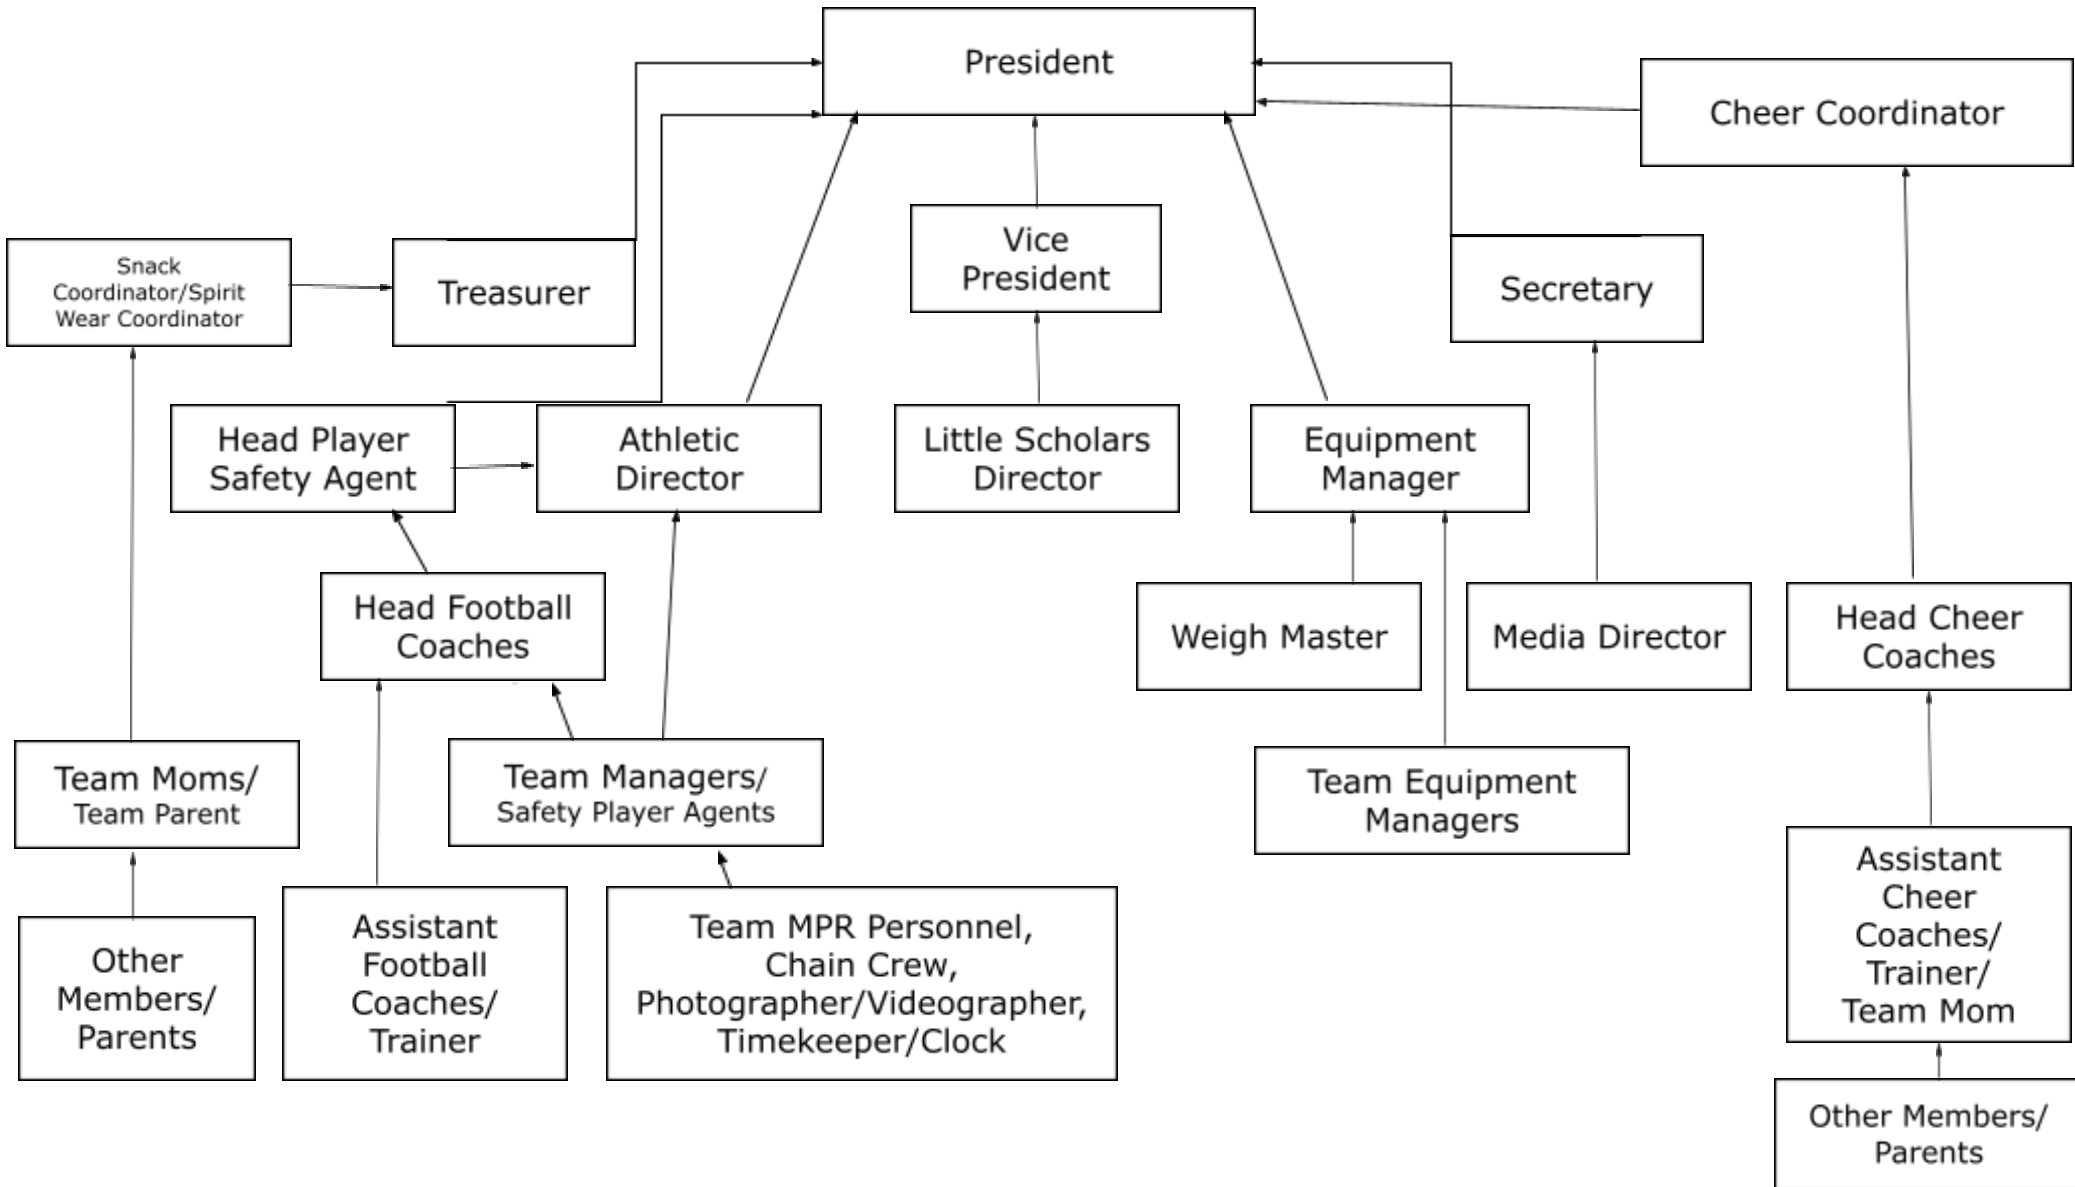 President
Cheer Coordinator
Vice
President
Snack
Coordinator/Spirit
Wear Coordinator
Treasurer
Secretary
Head Player
Safety Agent
Athletic
Director
Little Scholars
Director
Equipment
Manager
Head Football
Coaches
Weigh Master
Media Director
Head Cheer
Coaches
Team Moms/
Team Parent
Team Managers/
Safety Player Agents
Team Equipment
Managers
Assistant
Cheer
Coaches/
Trainer/
Team Mom
Other
Members/
Parents
Assistant
Football
Coaches/
Trainer
Team MPR Personnel,
Chain Crew,
Photographer/Videographer,
Timekeeper/Clock
Other Members/
Parents